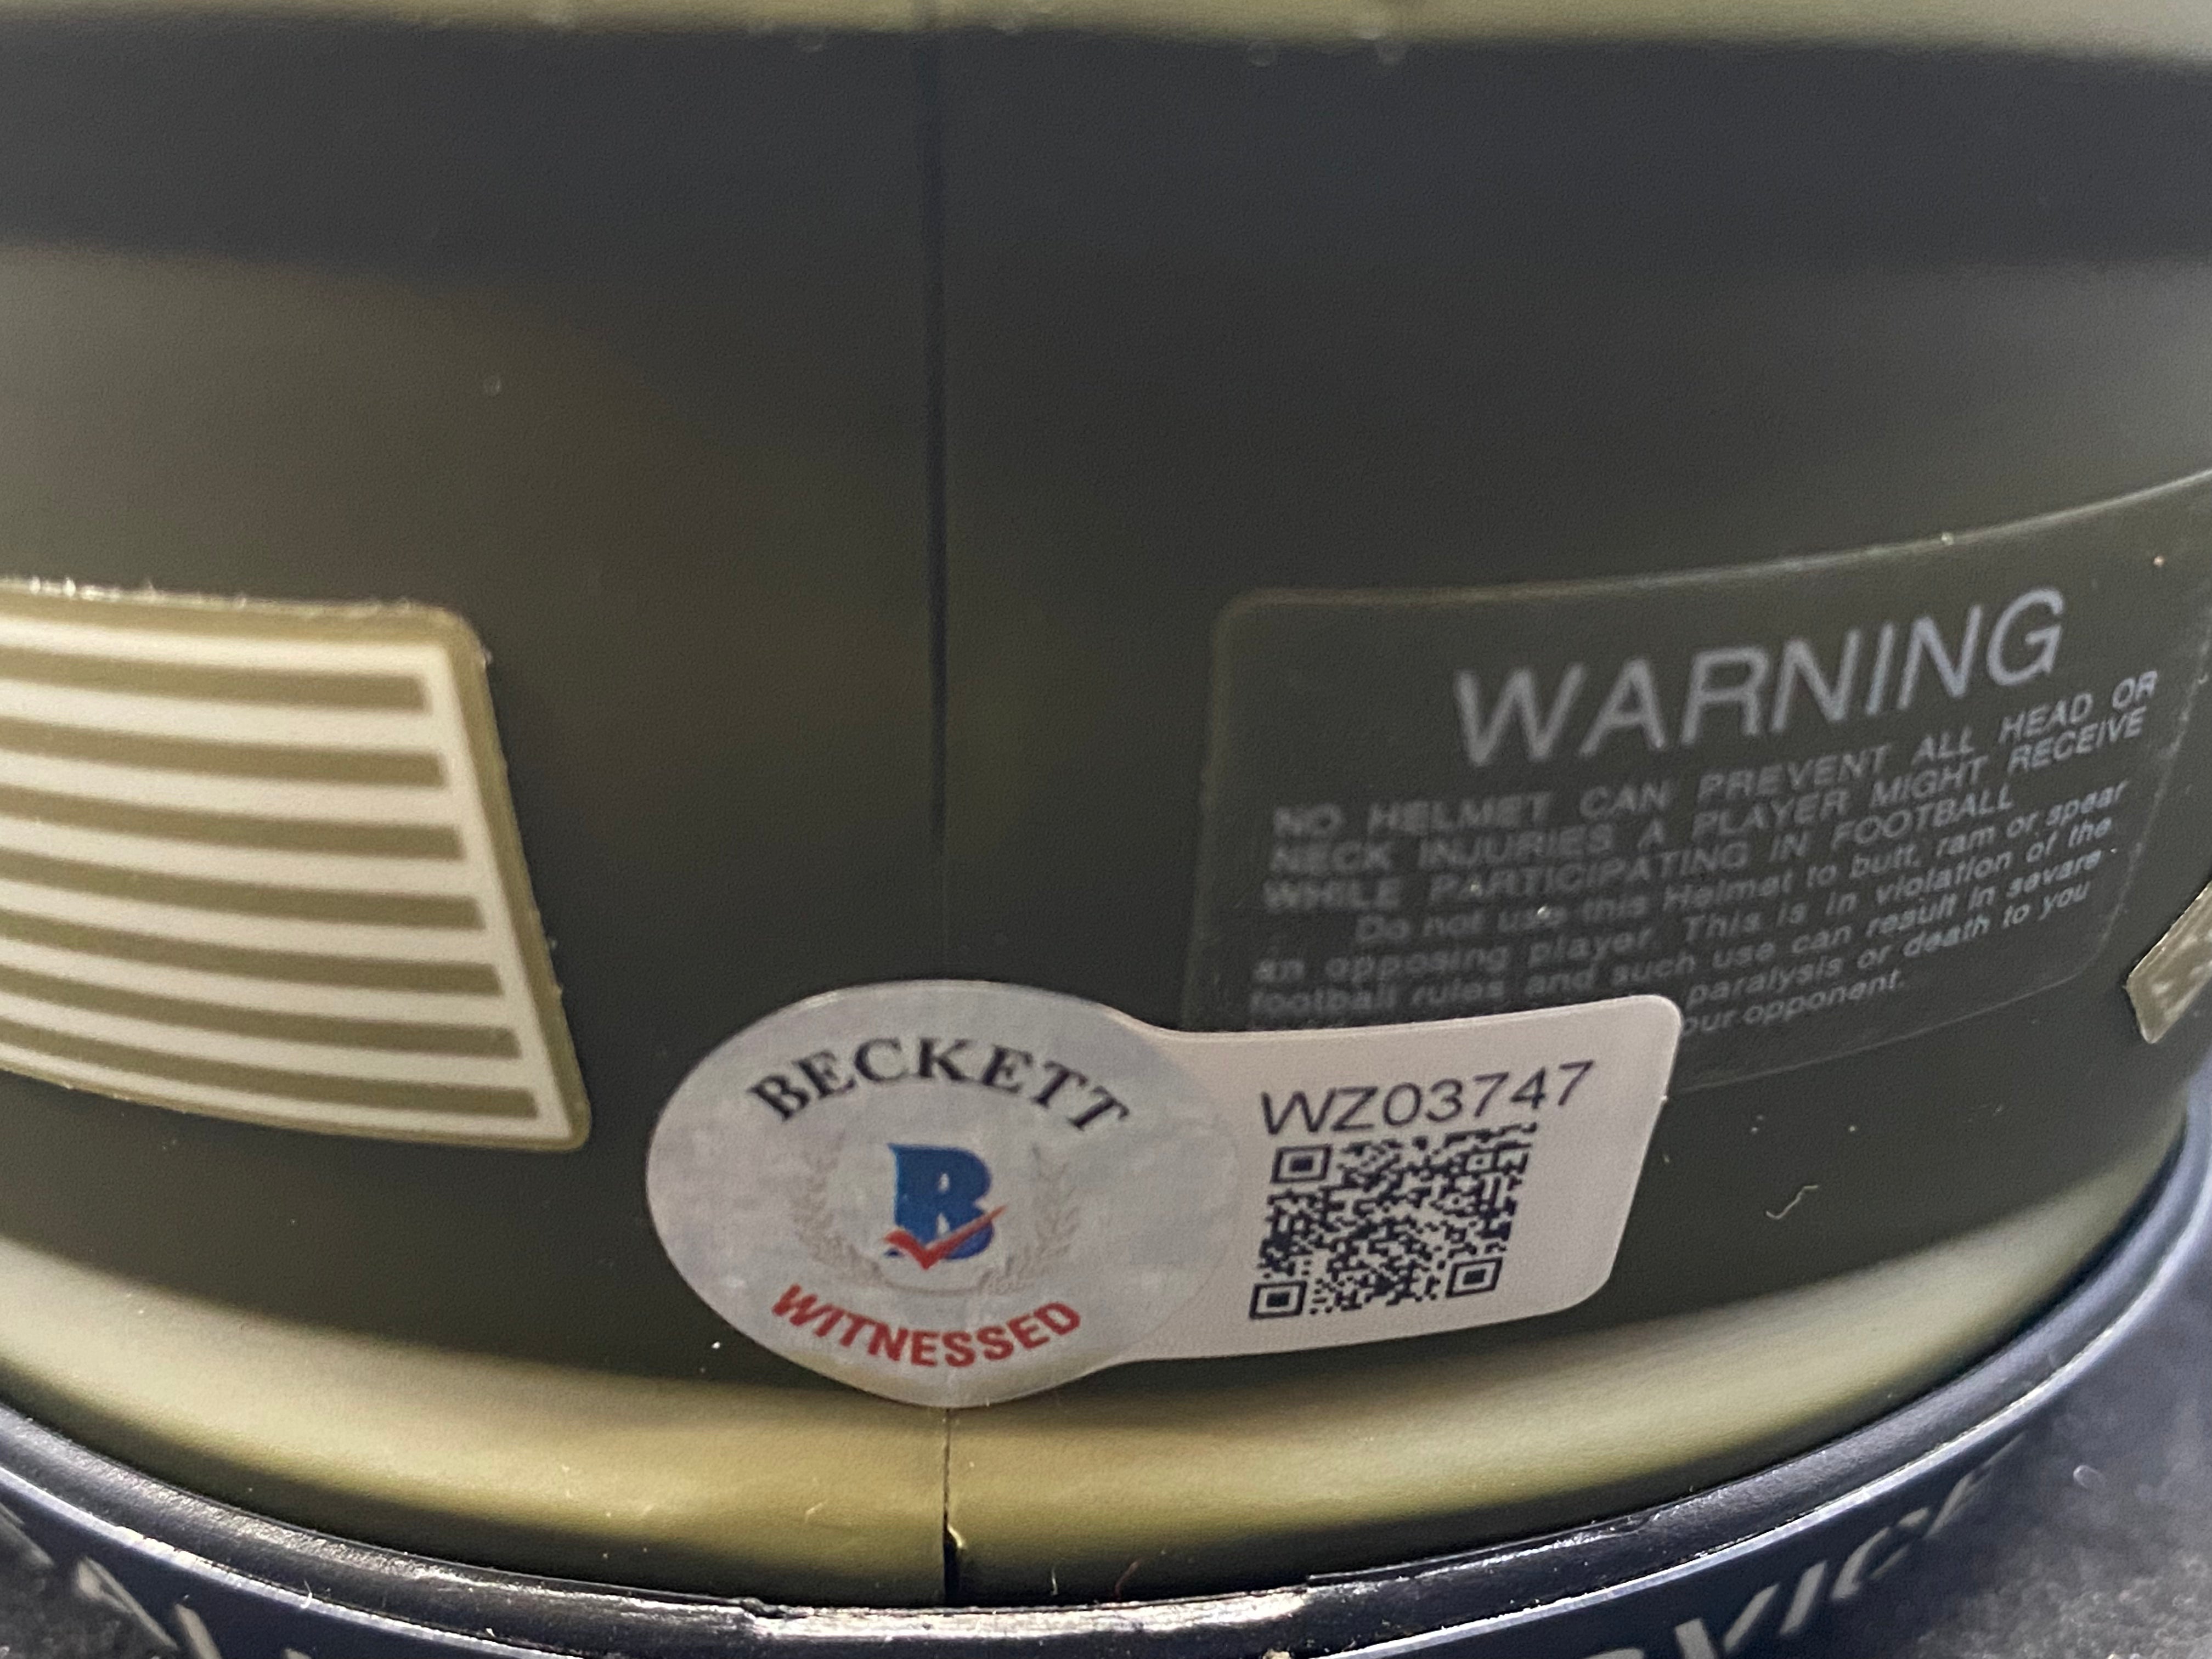 WARNING
NO HELMET CAN PREVENT ALL HEAD OR
NECK INJURIES A PLAYER MIGHT RECEIVE
WHILE PARTICIPATING IN FOOTBALL
Do not use this Helmet to butt, ram or spear
an opposing player. This is in violation of the
football rules and such use can result in severe
paralysis or death to you
our opponent.
BECKETT
B
WITNESSED
WZ03747